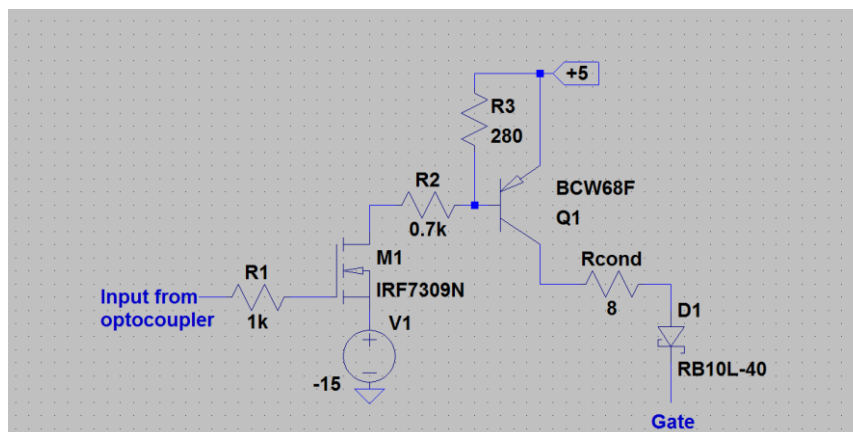 +5
R3
280
R2
0.7k
BCW68F
Q1
M1
IRF7309N
R1
1k
Input from
optocoupler
V1
-15
Rcond
8
D1
RB10L-40
Gate